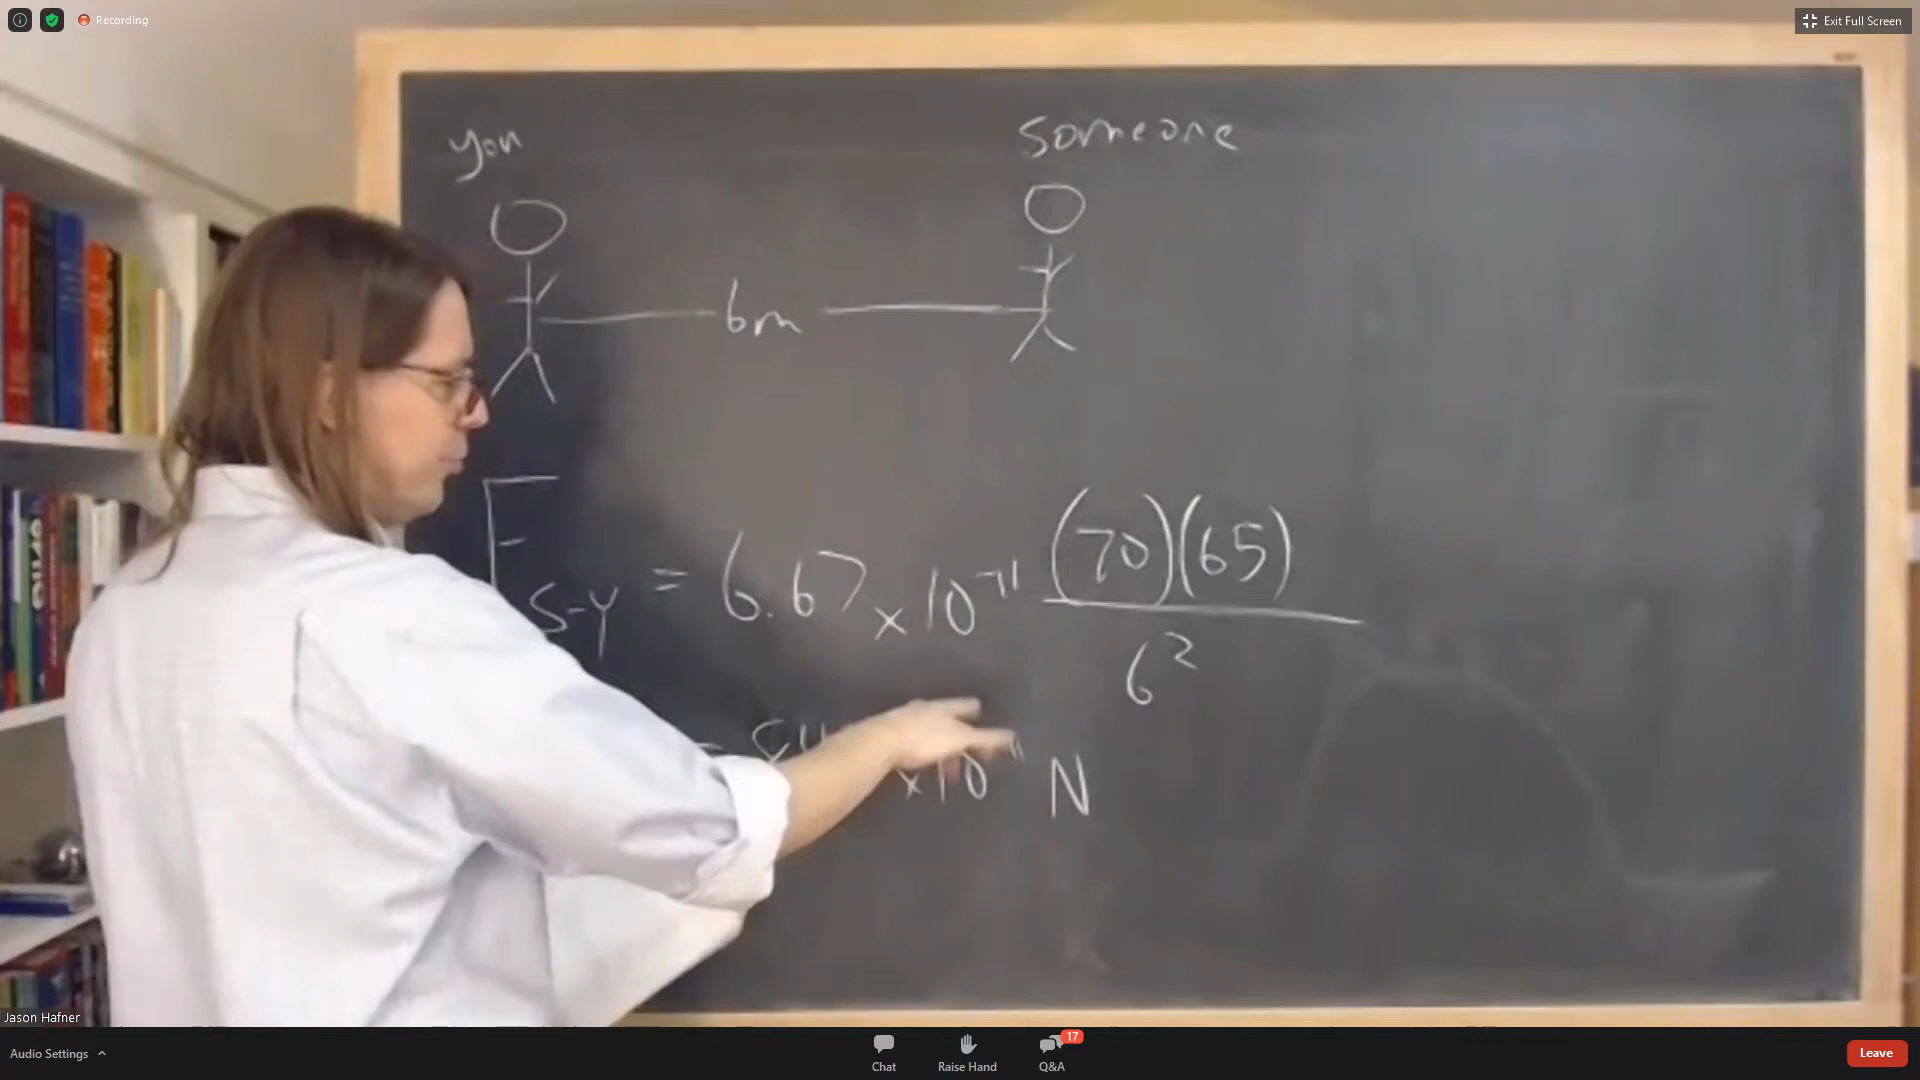 Recording
Exit Full Screen
you
someone
6m
F S-Y = 6.67 x 10^-11 (70)(65)
6²
x10 N
Jason Hafner
Audio Settings
Chat
Raise Hand
Q&A
17
Leave